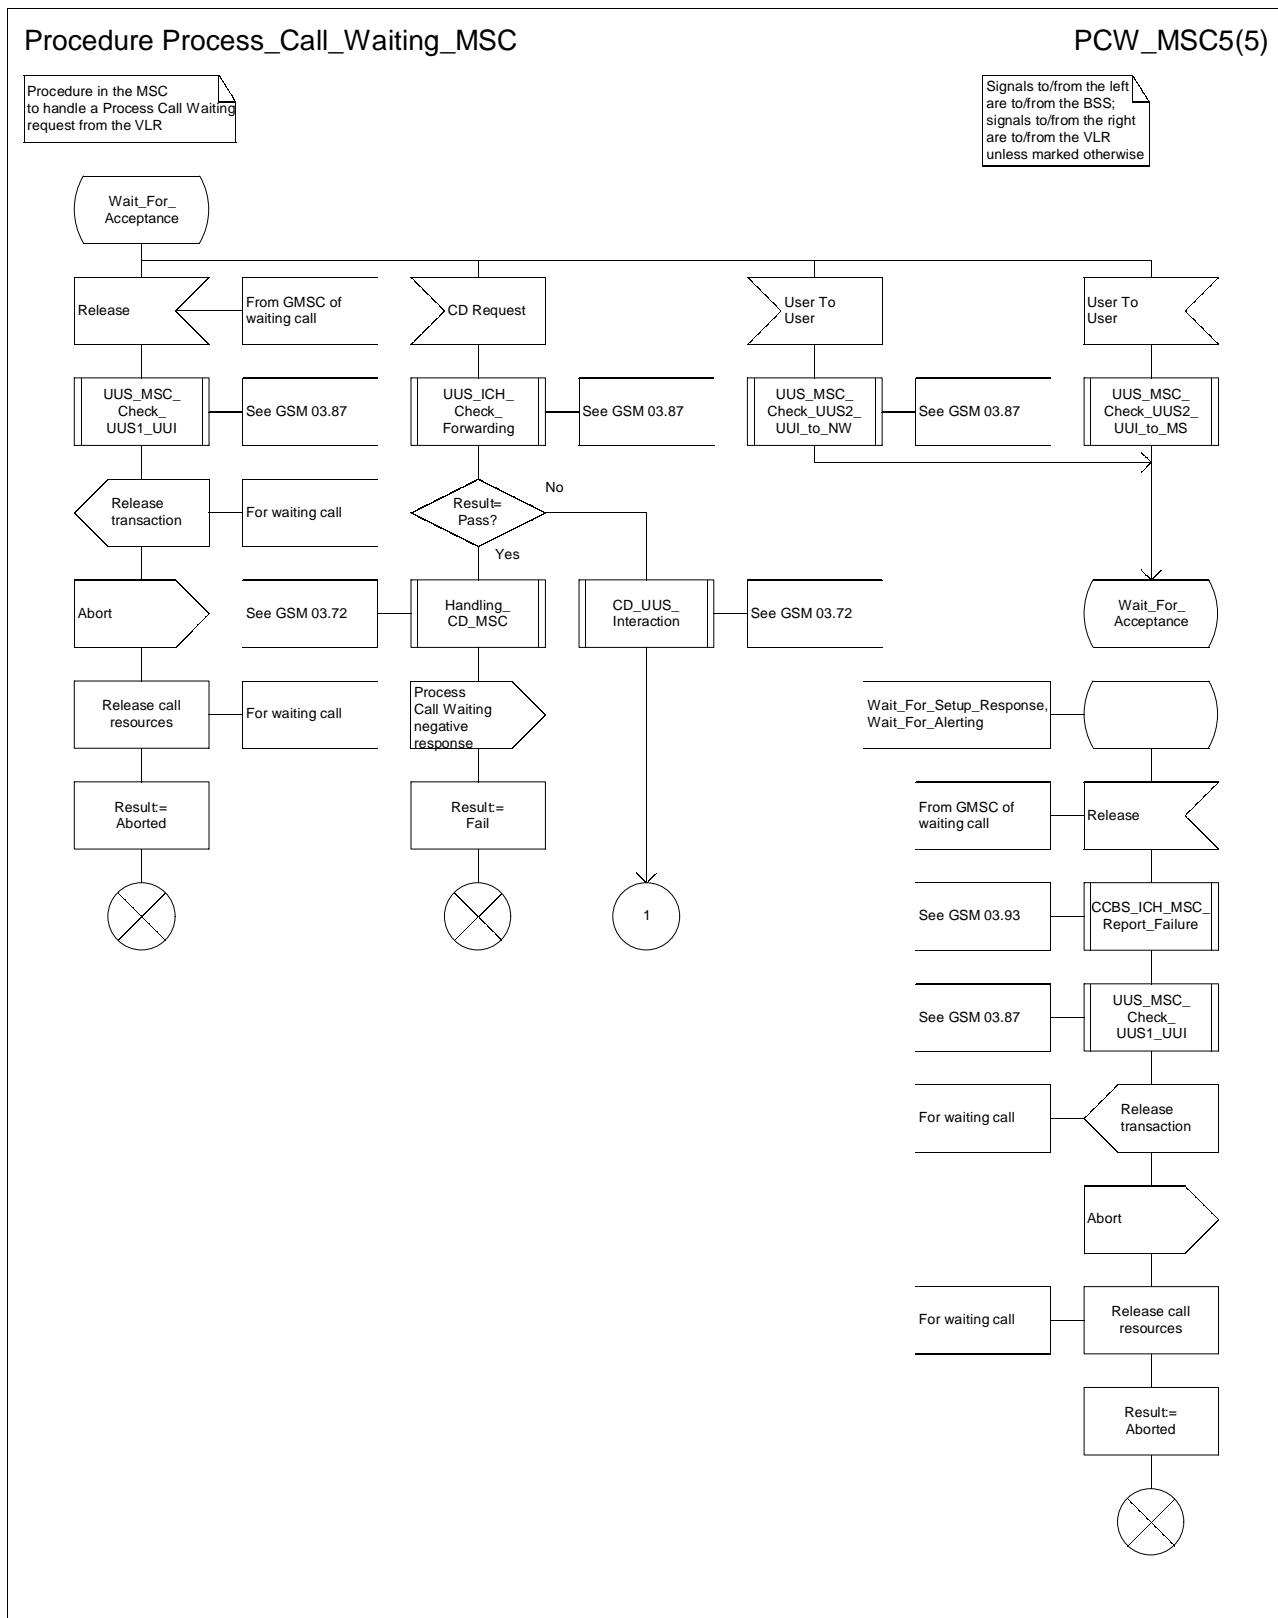 Procedure Process_Call_Waiting_MSC
PCW_MSC5(5)
Procedure in the MSC
to handle a Process Call Waiting
request from the VLR
Signals to/from the left
are to/from the BSS;
signals to/from the right
are to/from the VLR
unless marked otherwise
Wait_For_
Acceptance
Release
From GMSC of
waiting call
CD Request
User To
User
User To
User
UUS_MSC_
Check_
UUS1_UUI
See GSM 03.87
UUS_ICH_
Check_
Forwarding
See GSM 03.87
UUS_MSC_
Check_UUS2_
UUI_to_NW
See GSM 03.87
UUS_MSC_
Check_UUS2_
UUI_to_MS
Release
transaction
For waiting call
Result=
Pass?
No
Yes
Abort
See GSM 03.72
Handling_
CD_MSC
CD_UUS_
Interaction
See GSM 03.72
Wait_For_
Acceptance
Release call
resources
For waiting call
Process
Call Waiting
negative
response
Wait_For_Setup_Response,
Wait_For_Alerting
Result:=
Aborted
Result:=
Fail
From GMSC of
waiting call
Release
1
See GSM 03.93
CCBS_ICH_MSC_
Report_Failure
See GSM 03.87
UUS_MSC_
Check_
UUS1_UUI
For waiting call
Release
transaction
Abort
For waiting call
Release call
resources
Result:=
Aborted